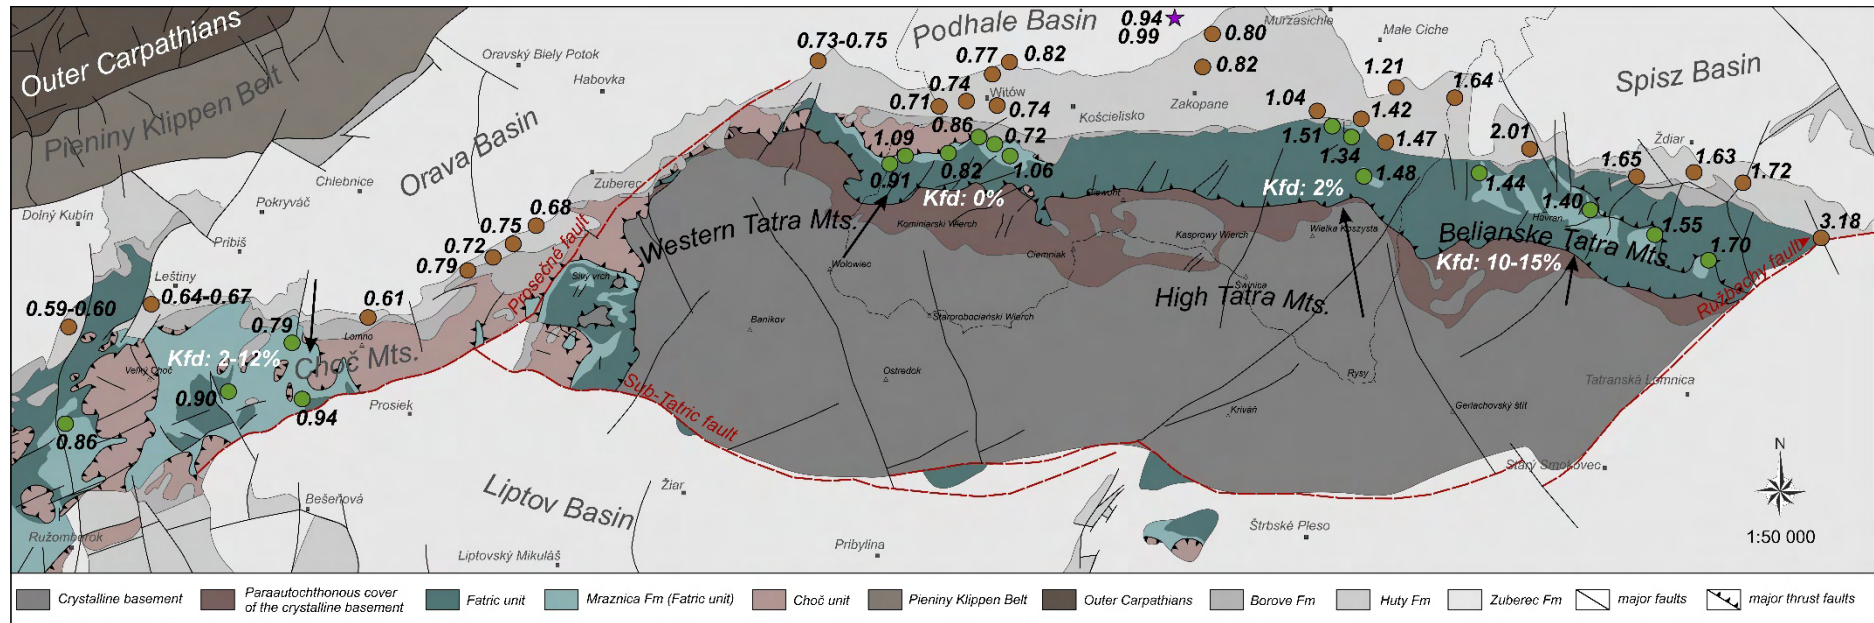 Outer Carpathians
Pieniny Klippen Belt
Orava Basin
Podhale Basin
Spisz Basin
Liptov Basin
Oravský Biely Potok
Habovka
Murzasichle
Małe Ciche
Witów
Zakopane
Kościelisko
Ždiar
Chlebnice
Zuberec
Dolný Kubín
Pokryváč
Pribiš
Leštiny
0.94
0.99
0.73-0.75
0.77
0.82
0.80
0.82
0.71
0.74
0.74
1.21
1.64
1.04
1.42
1.47
2.01
1.65
1.63
1.72
3.18
1.09
0.86
0.72
0.91
0.82
1.06
1.51
1.34
1.48
1.44
1.40
1.55
1.70
0.68
0.75
0.72
0.79
0.61
0.64-0.67
0.59-0.60
0.79
0.90
0.94
0.86
Kfd: 0%
Kfd: 2%
Kfd: 10-15%
Kfd: 2-12%
Western Tatra Mts.
High Tatra Mts.
Belianske Tatra Mts.
Choč Mts.
Prosečné fault
Sub-Tatric fault
Ružbachy fault
Kominiarski Wierch
Ciemniak
Kasprowy Wierch
Wielka Koszysta
Świnica
Havran
Giewont
Wołowiec
Starprobociański Wierch
Baníkov
Ostredok
Sivý vrch
Rysy
Kriváň
Gerlachovský štít
Lomno
Veľký Choč
Prosiek
Bešeňová
Ružomberok
Liptovský Mikuláš
Žiar
Pribylina
Štrbské Pleso
Starý Smokovec
Tatranská Lomnica
N
1:50 000
Crystalline basement
Paraautochthonous cover
of the crystalline basement
Fatric unit
Mraznica Fm (Fatric unit)
Choč unit
Pieniny Klippen Belt
Outer Carpathians
Borove Fm
Huty Fm
Zuberec Fm
major faults
major thrust faults